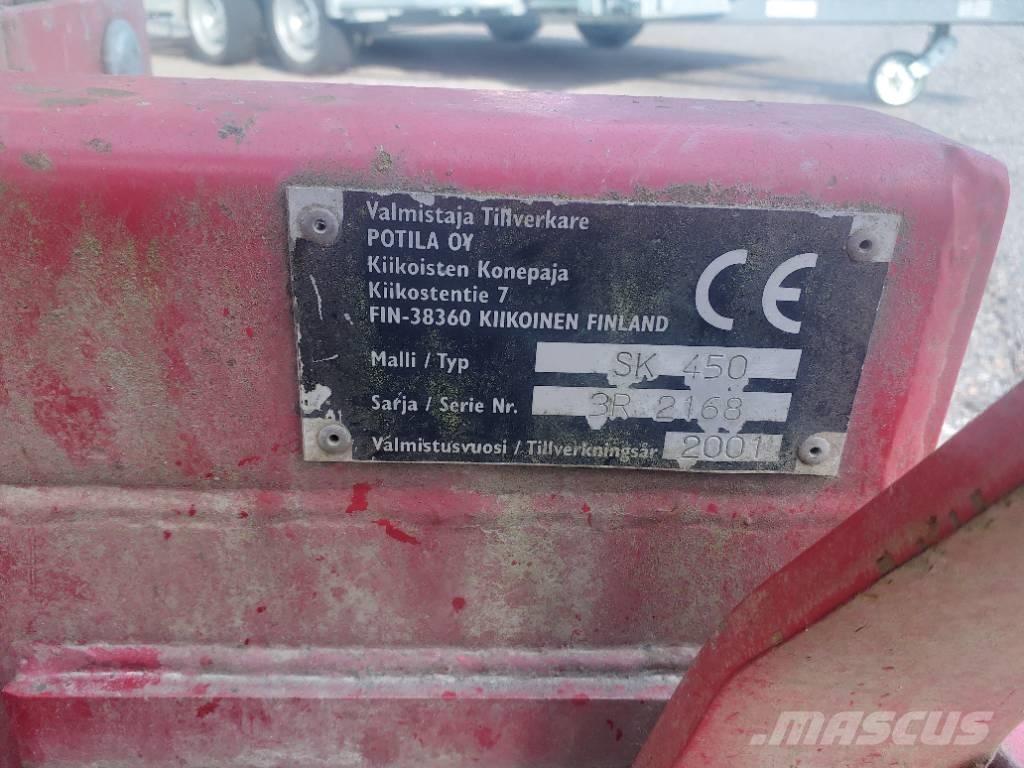 Valmistaja Tillverkare
POTILA OY
Kiikoisten Konepaja
Kiikostentie 7
FIN-38360 KIIKOINEN FINLAND
CE
Malli / Typ SK 450
Sarja / Serie Nr. 3R 2168
Valmistusvuosi / Tillverkningsår 2001
MASCUS